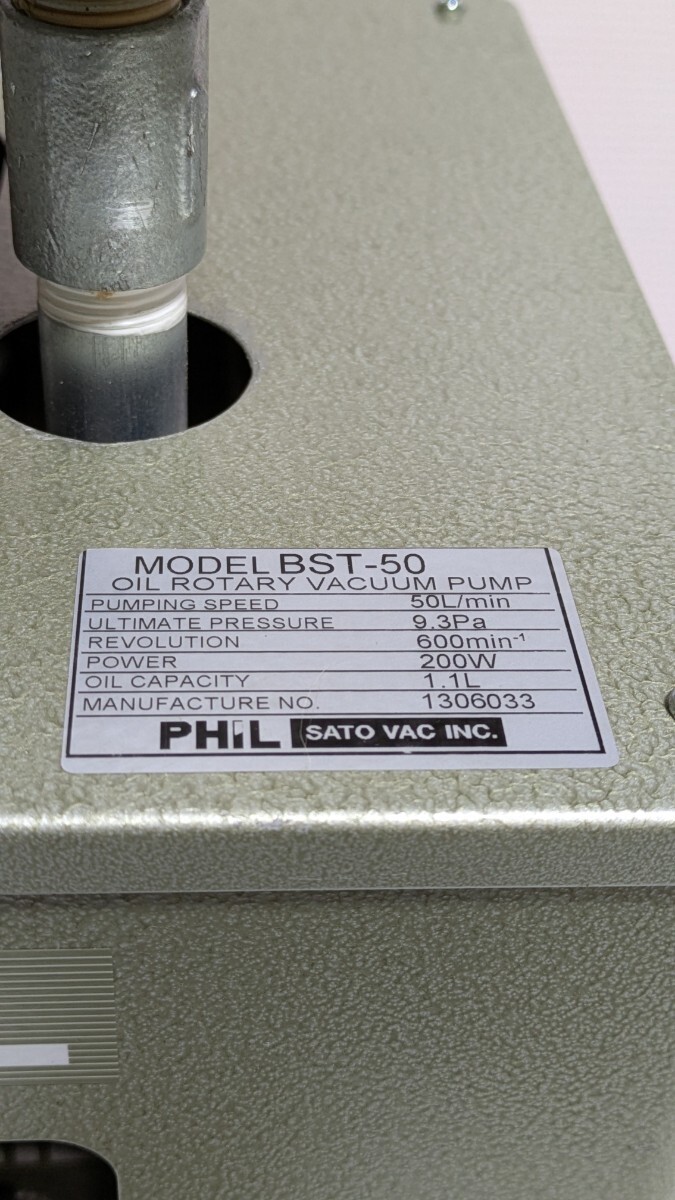 MODEL BST-50
OIL ROTARY VACUUM PUMP
PUMPING SPEED 50L/min
ULTIMATE PRESSURE 9.3Pa
REVOLUTION 600min⁻¹
POWER 200W
OIL CAPACITY 1.1L
MANUFACTURE NO. 1306033
PHiL SATO VAC INC.